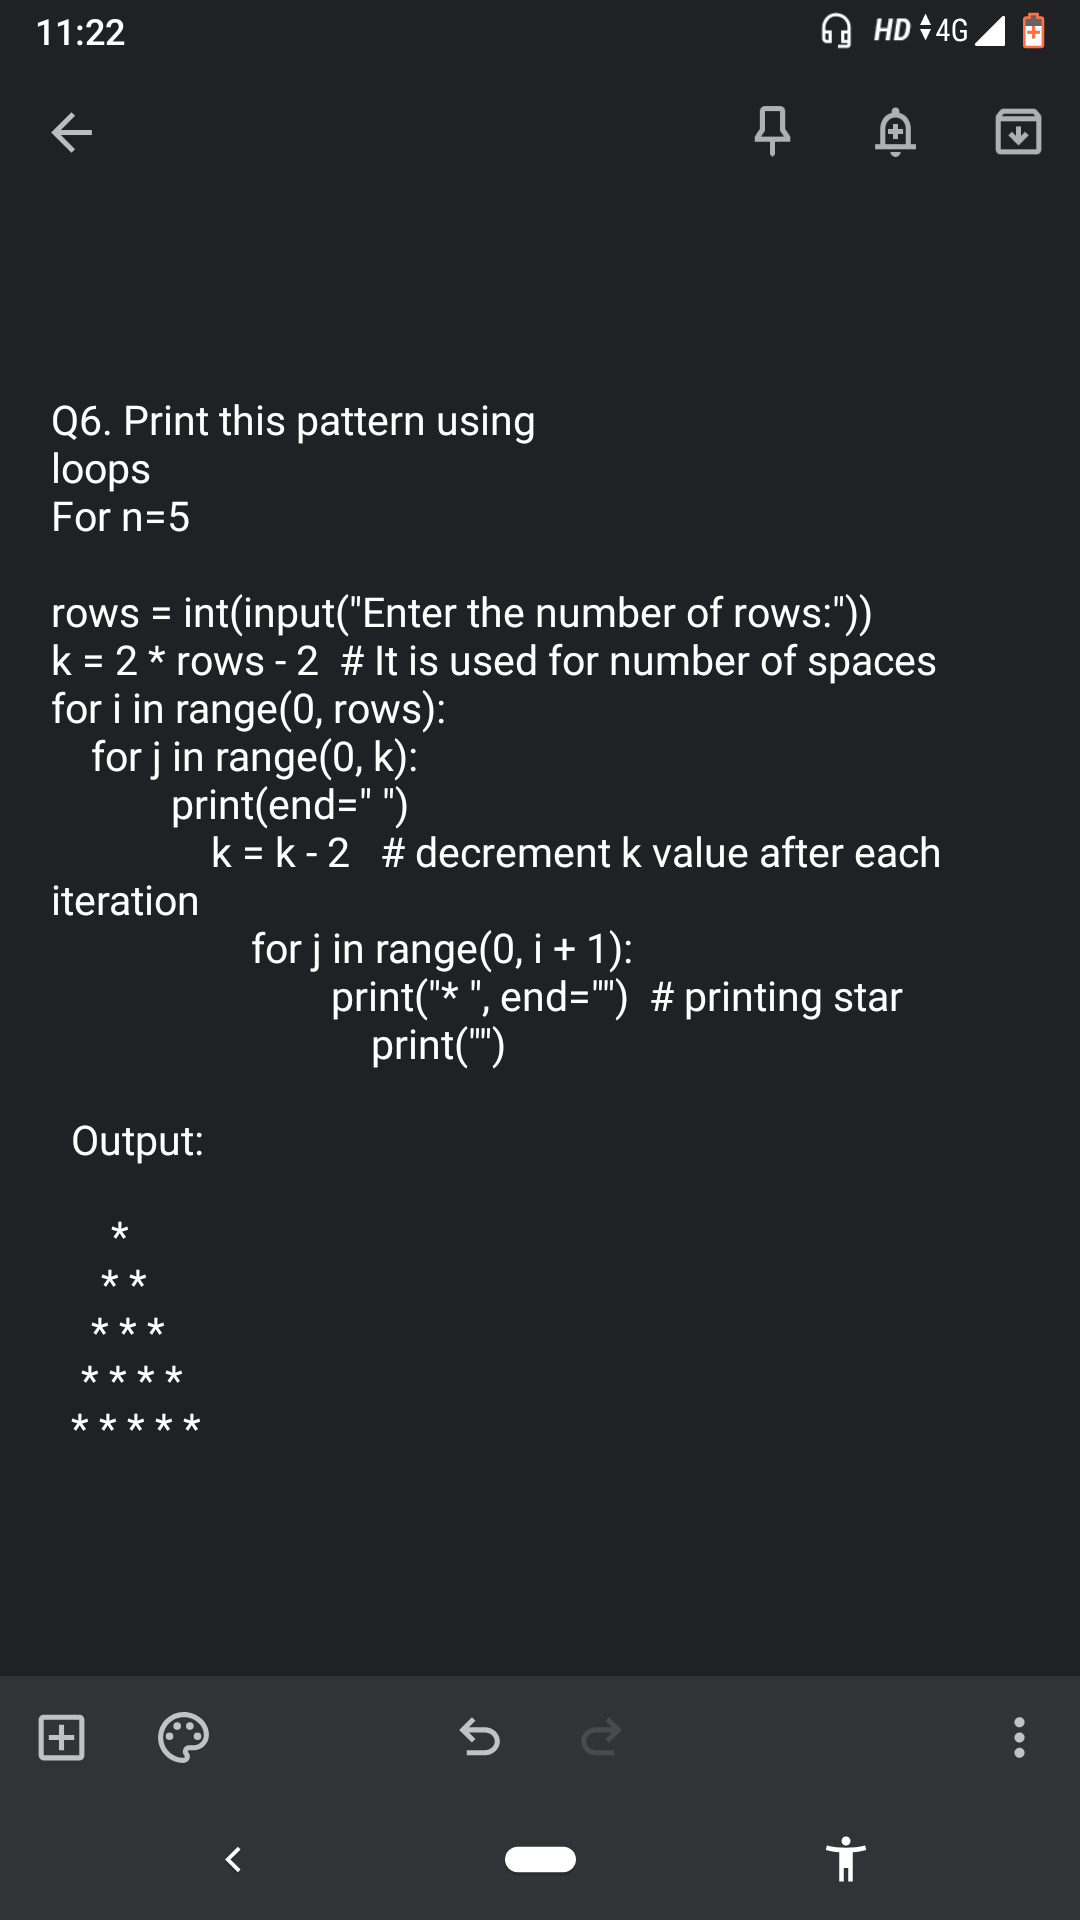 11:22
HD 4G
Q6. Print this pattern using
loops
For n=5
rows = int(input("Enter the number of rows:"))
k = 2 * rows - 2  # It is used for number of spaces
for i in range(0, rows):
    for j in range(0, k):
            print(end=" ")
                k = k - 2   # decrement k value after each
iteration
                    for j in range(0, i + 1):
                            print("* ", end="")  # printing star
                                print("")
  Output:
      *
     * *
    * * *
   * * * *
  * * * * *